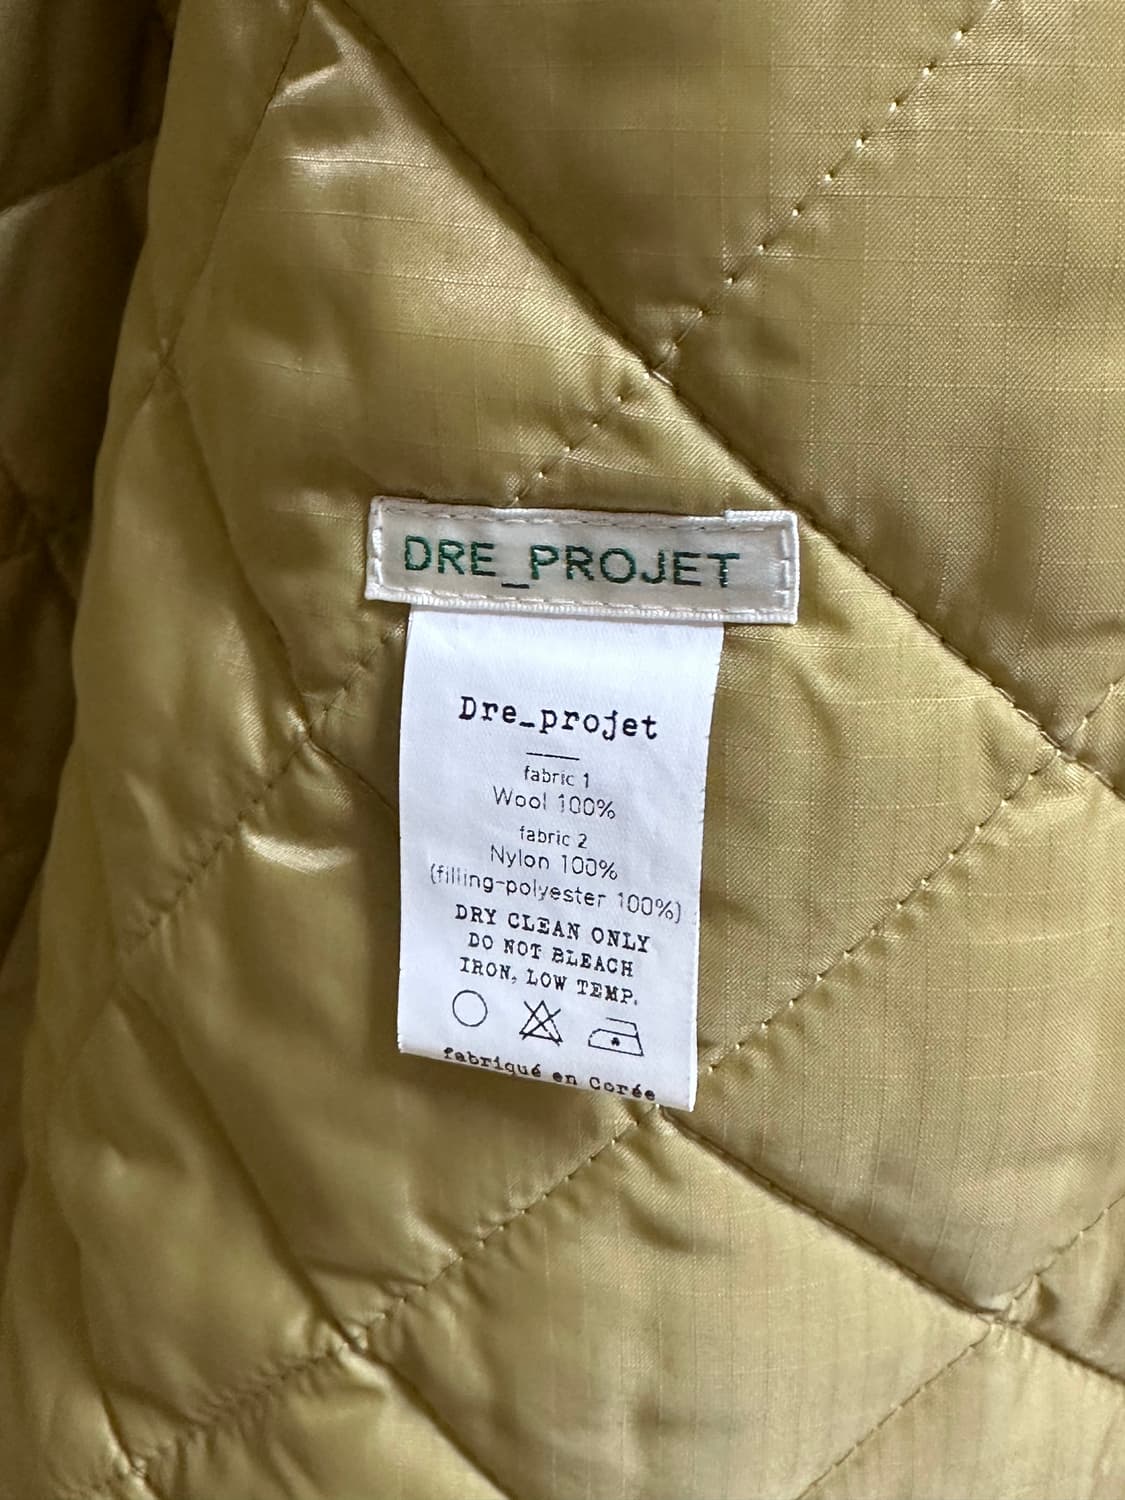 DRE_PROJET
Dre_projet
fabric 1
Wool 100%
fabric 2
Nylon 100%
(filling-polyester 100%)
DRY CLEAN ONLY
DO NOT BLEACH
IRON, LOW TEMP.
fabriqué en Corée